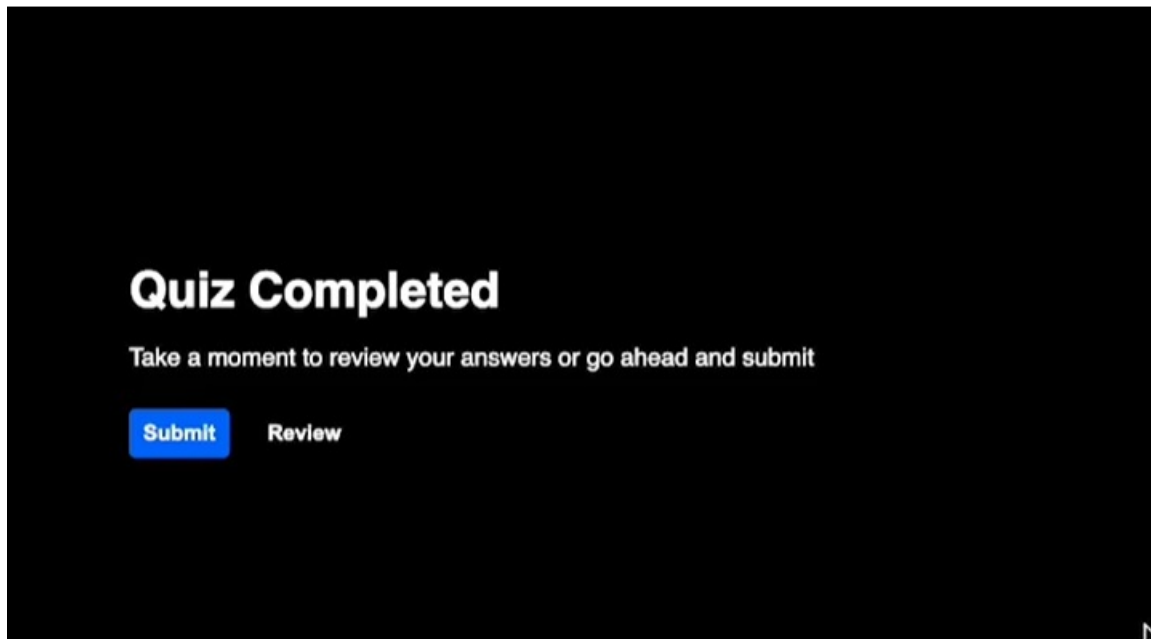 Quiz Completed
Take a moment to review your answers or go ahead and submit
Submit Review